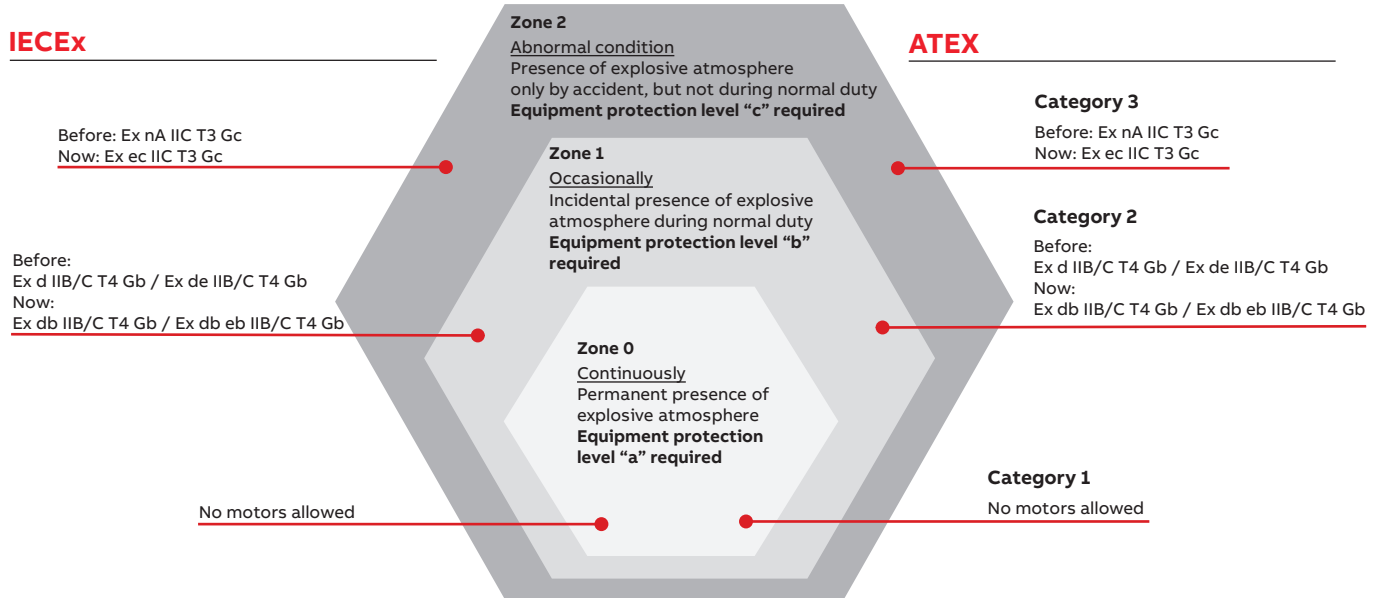 IECEx
Before: Ex nA IIC T3 Gc
Now: Ex ec IIC T3 Gc
Before:
Ex d IIB/C T4 Gb / Ex de IIB/C T4 Gb
Now:
Ex db IIB/C T4 Gb / Ex db eb IIB/C T4 Gb
No motors allowed
Zone 2
Abnormal condition
Presence of explosive atmosphere
only by accident, but not during normal duty
Equipment protection level “c” required
Zone 1
Occasionally
Incidental presence of explosive
atmosphere during normal duty
Equipment protection level “b”
required
Zone 0
Continuously
Permanent presence of
explosive atmosphere
Equipment protection
level “a” required
ATEX
Category 3
Before: Ex nA IIC T3 Gc
Now: Ex ec IIC T3 Gc
Category 2
Before:
Ex d IIB/C T4 Gb / Ex de IIB/C T4 Gb
Now:
Ex db IIB/C T4 Gb / Ex db eb IIB/C T4 Gb
Category 1
No motors allowed